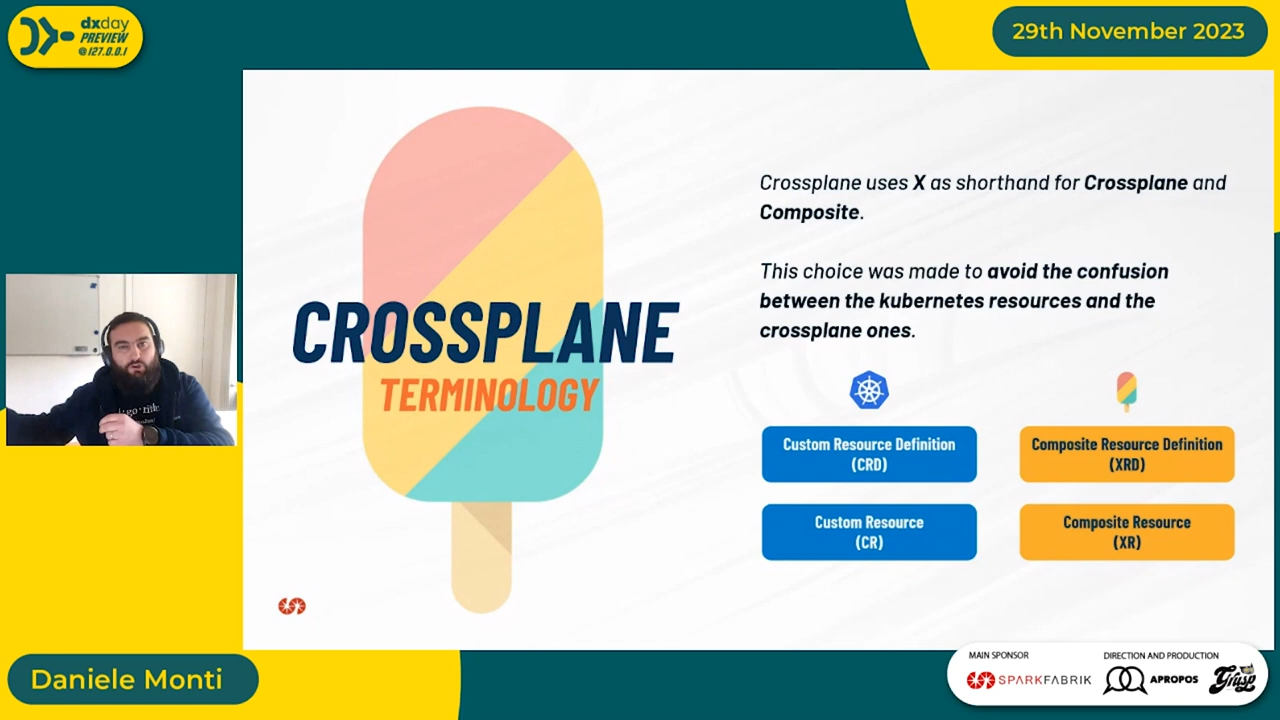 dxday
PREVIEW
@127.0.0.1
29th November 2023
Crossplane uses X as shorthand for Crossplane and
Composite.
This choice was made to avoid the confusion
between the kubernetes resources and the
crossplane ones.
CROSSPLANE
TERMINOLOGY
Custom Resource Definition
(CRD)
Composite Resource Definition
(XRD)
Custom Resource
(CR)
Composite Resource
(XR)
Daniele Monti
MAIN SPONSOR
SPARKFABRIK
DIRECTION AND PRODUCTION
APROPOS
Grusp